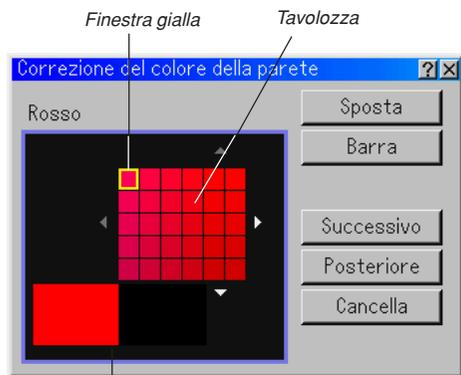 Finestra gialla
Tavolozza
Correzione del colore della parete
Rosso
Sposta
Barra
Successivo
Posteriore
Cancella